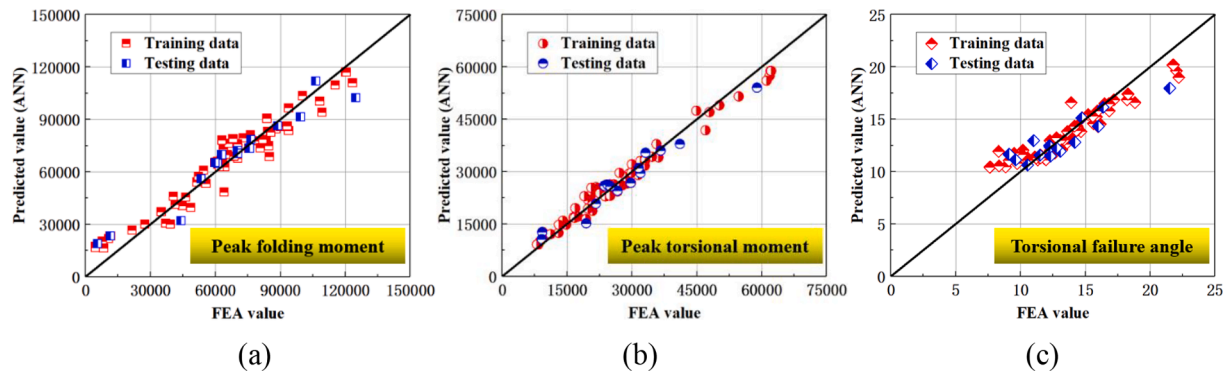 150000
120000
90000
60000
30000
0
Predicted value (ANN)
Training data
Testing data
Peak folding moment
0 30000 60000 90000 120000 150000
FEA value
(a)
75000
60000
45000
30000
15000
0
Predicted value (ANN)
Training data
Testing data
Peak torsional moment
0 15000 30000 45000 60000 75000
FEA value
(b)
25
20
15
10
5
0
Predicted value (ANN)
Training data
Testing data
Torsional failure angle
0 5 10 15 20 25
FEA value
(c)